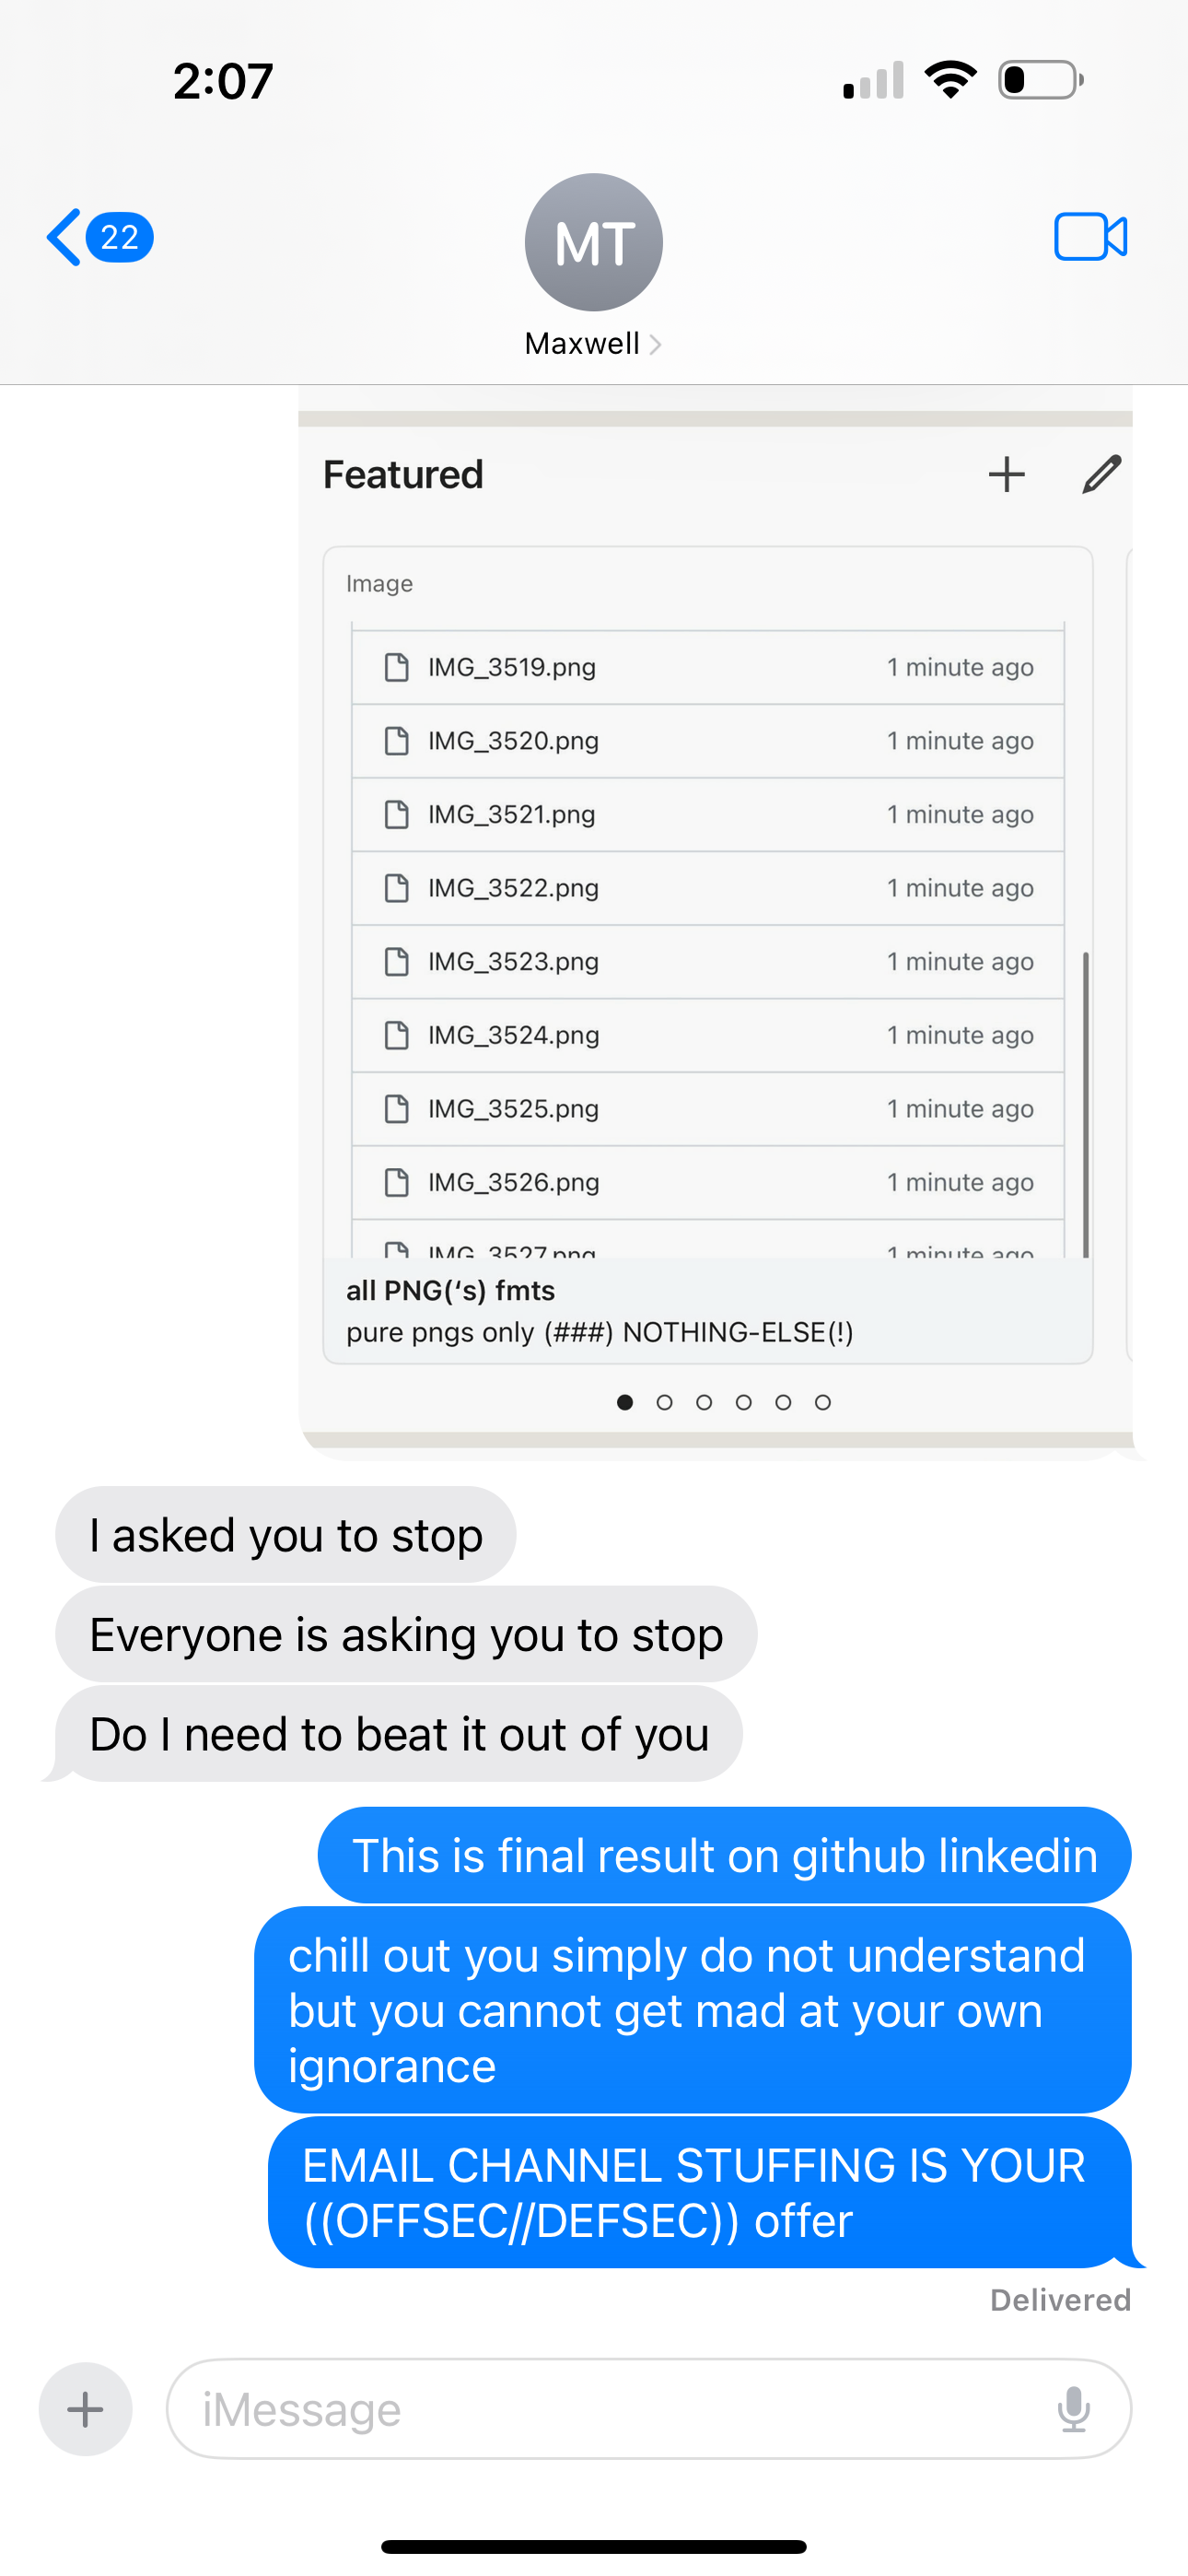 2:07
22
MT
Maxwell
Featured
Image
IMG_3519.png 1 minute ago
IMG_3520.png 1 minute ago
IMG_3521.png 1 minute ago
IMG_3522.png 1 minute ago
IMG_3523.png 1 minute ago
IMG_3524.png 1 minute ago
IMG_3525.png 1 minute ago
IMG_3526.png 1 minute ago
IMG_3527.png 1 minute ago
all PNG(‘s) fmts
pure pngs only (###) NOTHING-ELSE(!)
I asked you to stop
Everyone is asking you to stop
Do I need to beat it out of you
This is final result on github linkedin
chill out you simply do not understand
but you cannot get mad at your own
ignorance
EMAIL CHANNEL STUFFING IS YOUR
((OFFSEC//DEFSEC)) offer
Delivered
iMessage